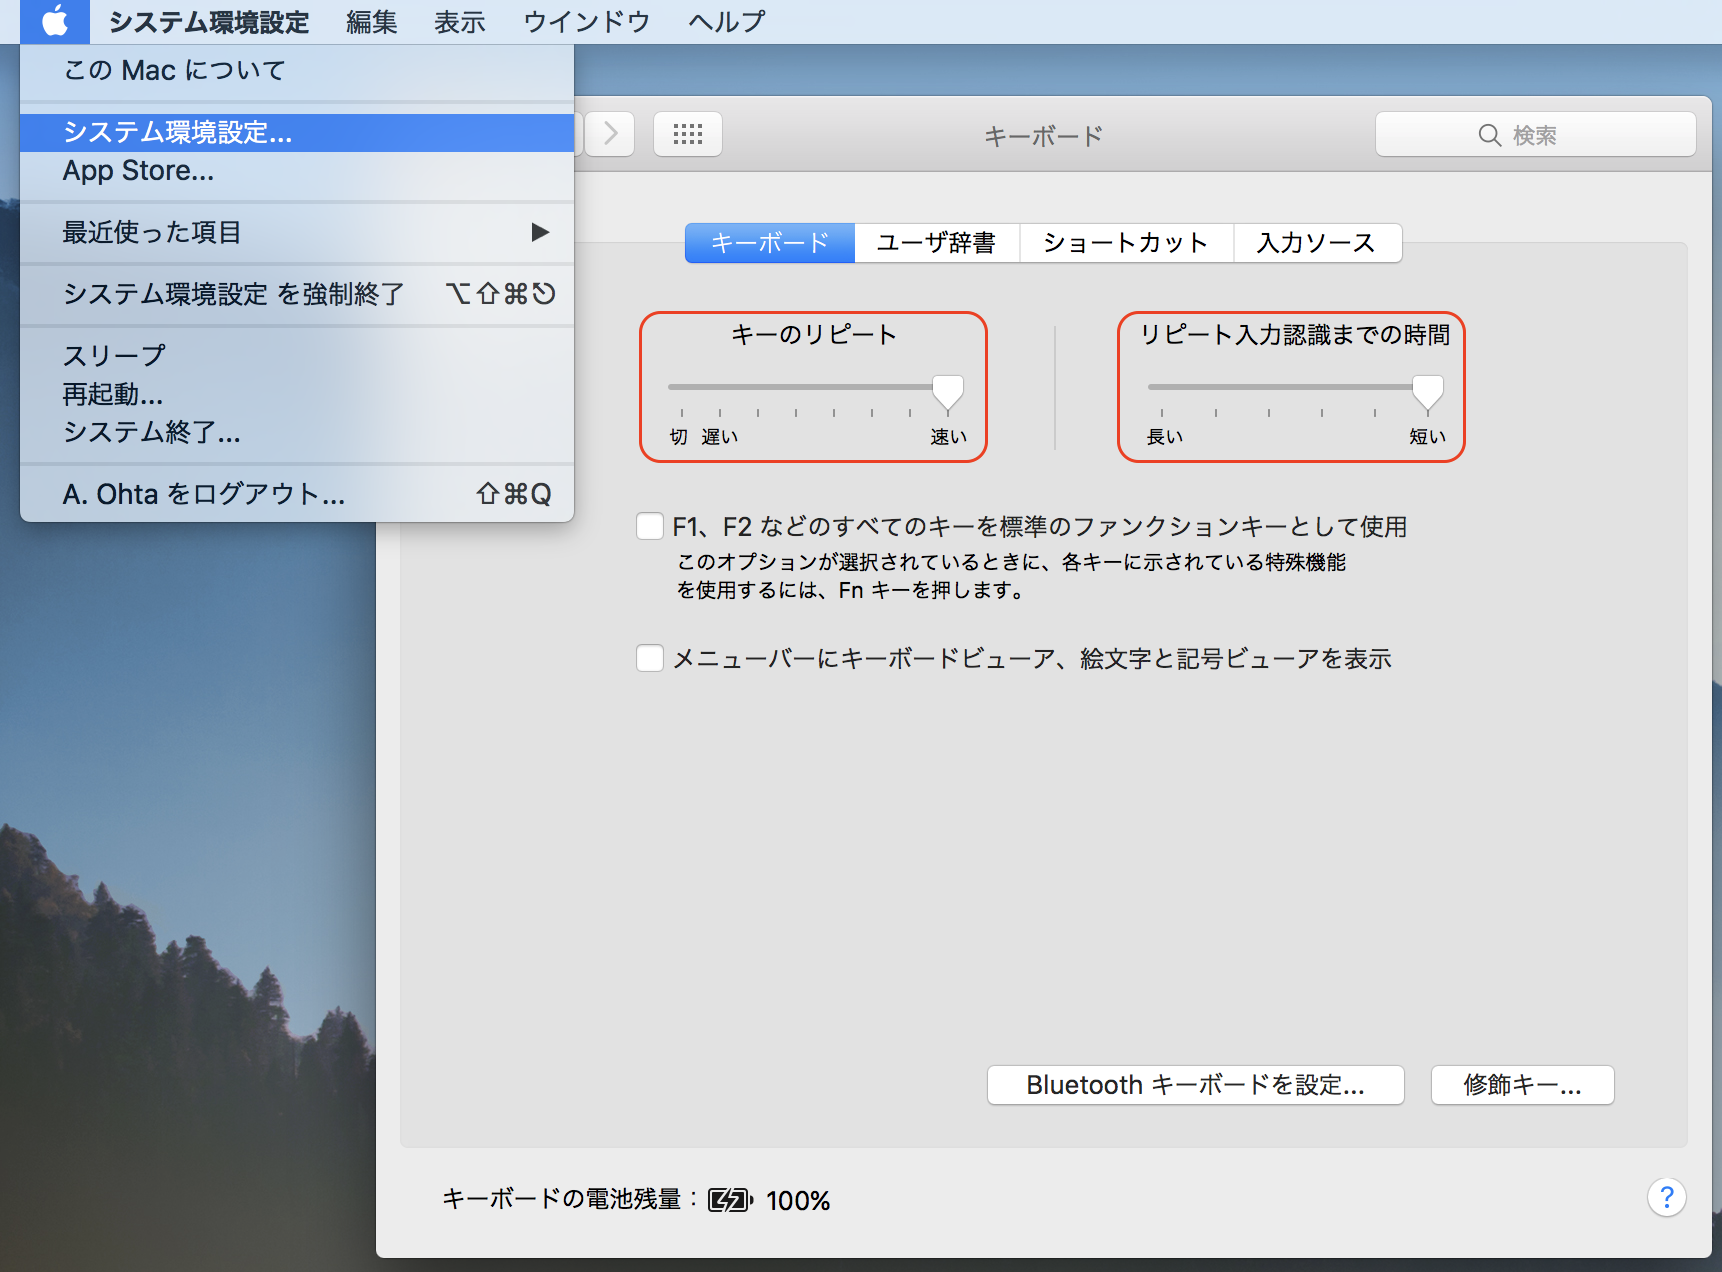 システム環境設定 編集 表示 ウインドウ ヘルプ
この Mac について
システム環境設定...
App Store...
最近使った項目 ▶
システム環境設定 を強制終了 ⌥⇧⌘⎋
スリープ
再起動...
システム終了...
A. Ohta をログアウト... ⇧⌘Q
キーボード
検索
キーボード ユーザ辞書 ショートカット 入力ソース
キーのリピート
切 遅い 速い
リピート入力認識までの時間
長い 短い
F1、F2 などのすべてのキーを標準のファンクションキーとして使用
このオプションが選択されているときに、各キーに示されている特殊機能
を使用するには、Fn キーを押します。
メニューバーにキーボードビューア、絵文字と記号ビューアを表示
Bluetooth キーボードを設定... 修飾キー...
キーボードの電池残量： 100%
?